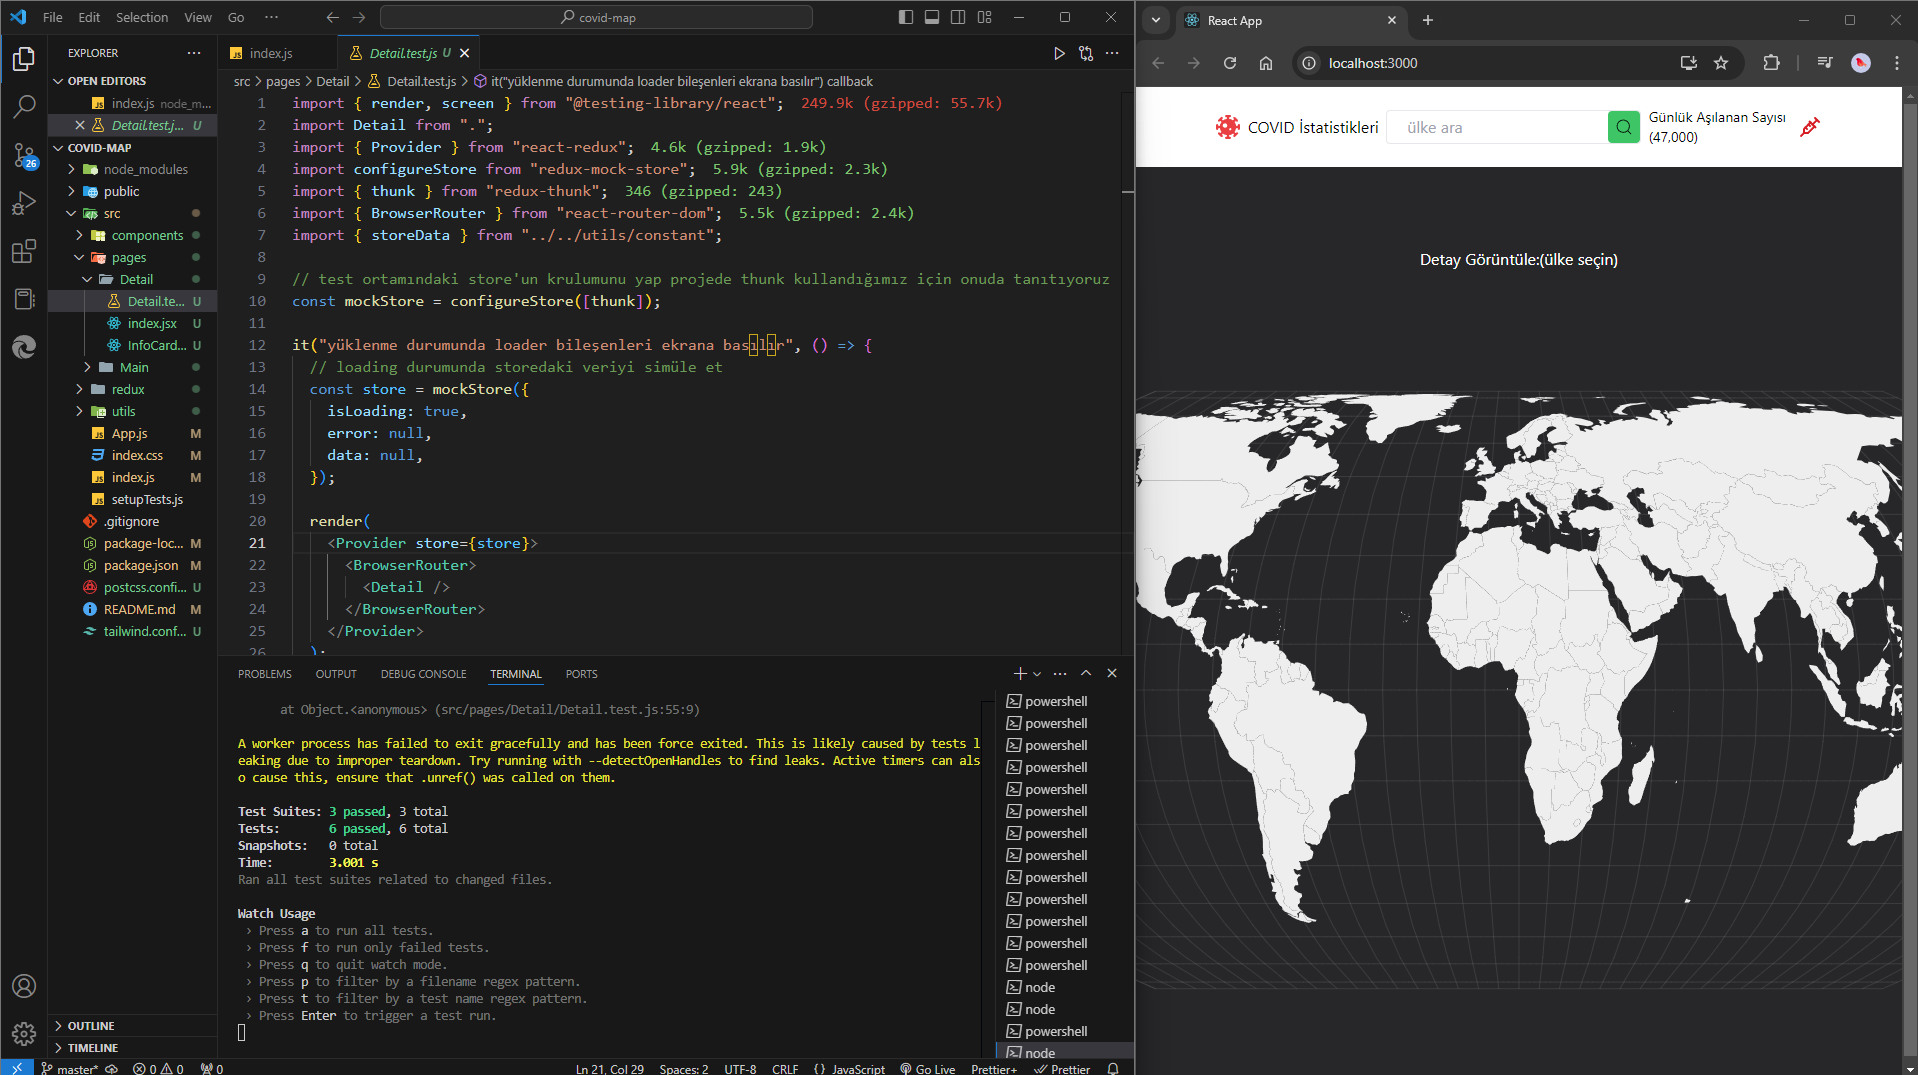 File Edit Selection View Go ··· covid-map
EXPLORER ···
OPEN EDITORS
index.js node_m...
Detail.test.j... U
COVID-MAP
node_modules
public
src
components
pages
Detail
Detail.te... U
index.jsx U
InfoCard... U
Main
redux
utils
App.js M
index.css M
index.js M
setupTests.js
.gitignore
package-loc... M
package.json M
postcss.confi... U
README.md M
tailwind.conf... U
OUTLINE
TIMELINE
26
index.js Detail.test.js U
src > pages > Detail > Detail.test.js > it("yüklenme durumunda loader bileşenleri ekrana basılır") callback
1 import { render, screen } from "@testing-library/react"; 249.9k (gzipped: 55.7k)
2 import Detail from ".";
3 import { Provider } from "react-redux"; 4.6k (gzipped: 1.9k)
4 import configureStore from "redux-mock-store"; 5.9k (gzipped: 2.3k)
5 import { thunk } from "redux-thunk"; 346 (gzipped: 243)
6 import { BrowserRouter } from "react-router-dom"; 5.5k (gzipped: 2.4k)
7 import { storeData } from "../../utils/constant";
8
9 // test ortamındaki store'un krulumunu yap projede thunk kullandığımız için onuda tanıtıyoruz
10 const mockStore = configureStore([thunk]);
11
12 it("yüklenme durumunda loader bileşenleri ekrana basılır", () => {
13 // loading durumunda storedaki veriyi simüle et
14 const store = mockStore({
15 isLoading: true,
16 error: null,
17 data: null,
18 });
19
20 render(
21 <Provider store={store}>
22 <BrowserRouter>
23 <Detail />
24 </BrowserRouter>
25 </Provider>
26 );
PROBLEMS OUTPUT DEBUG CONSOLE TERMINAL PORTS
at Object.<anonymous> (src/pages/Detail/Detail.test.js:55:9)
A worker process has failed to exit gracefully and has been force exited. This is likely caused by tests l
eaking due to improper teardown. Try running with --detectOpenHandles to find leaks. Active timers can als
o cause this, ensure that .unref() was called on them.
Test Suites: 3 passed, 3 total
Tests: 6 passed, 6 total
Snapshots: 0 total
Time: 3.001 s
Ran all test suites related to changed files.
Watch Usage
› Press a to run all tests.
› Press f to run only failed tests.
› Press q to quit watch mode.
› Press p to filter by a filename regex pattern.
› Press t to filter by a test name regex pattern.
› Press Enter to trigger a test run.
powershell
powershell
powershell
powershell
powershell
powershell
powershell
powershell
powershell
powershell
powershell
powershell
powershell
node
node
powershell
node
master* 0 0 0 Ln 21, Col 29 Spaces: 2 UTF-8 CRLF {} JavaScript Go Live Prettier+ Prettier
React App
localhost:3000
COVID İstatistikleri ülke ara Günlük Aşılanan Sayısı
(47,000)
Detay Görüntüle:(ülke seçin)